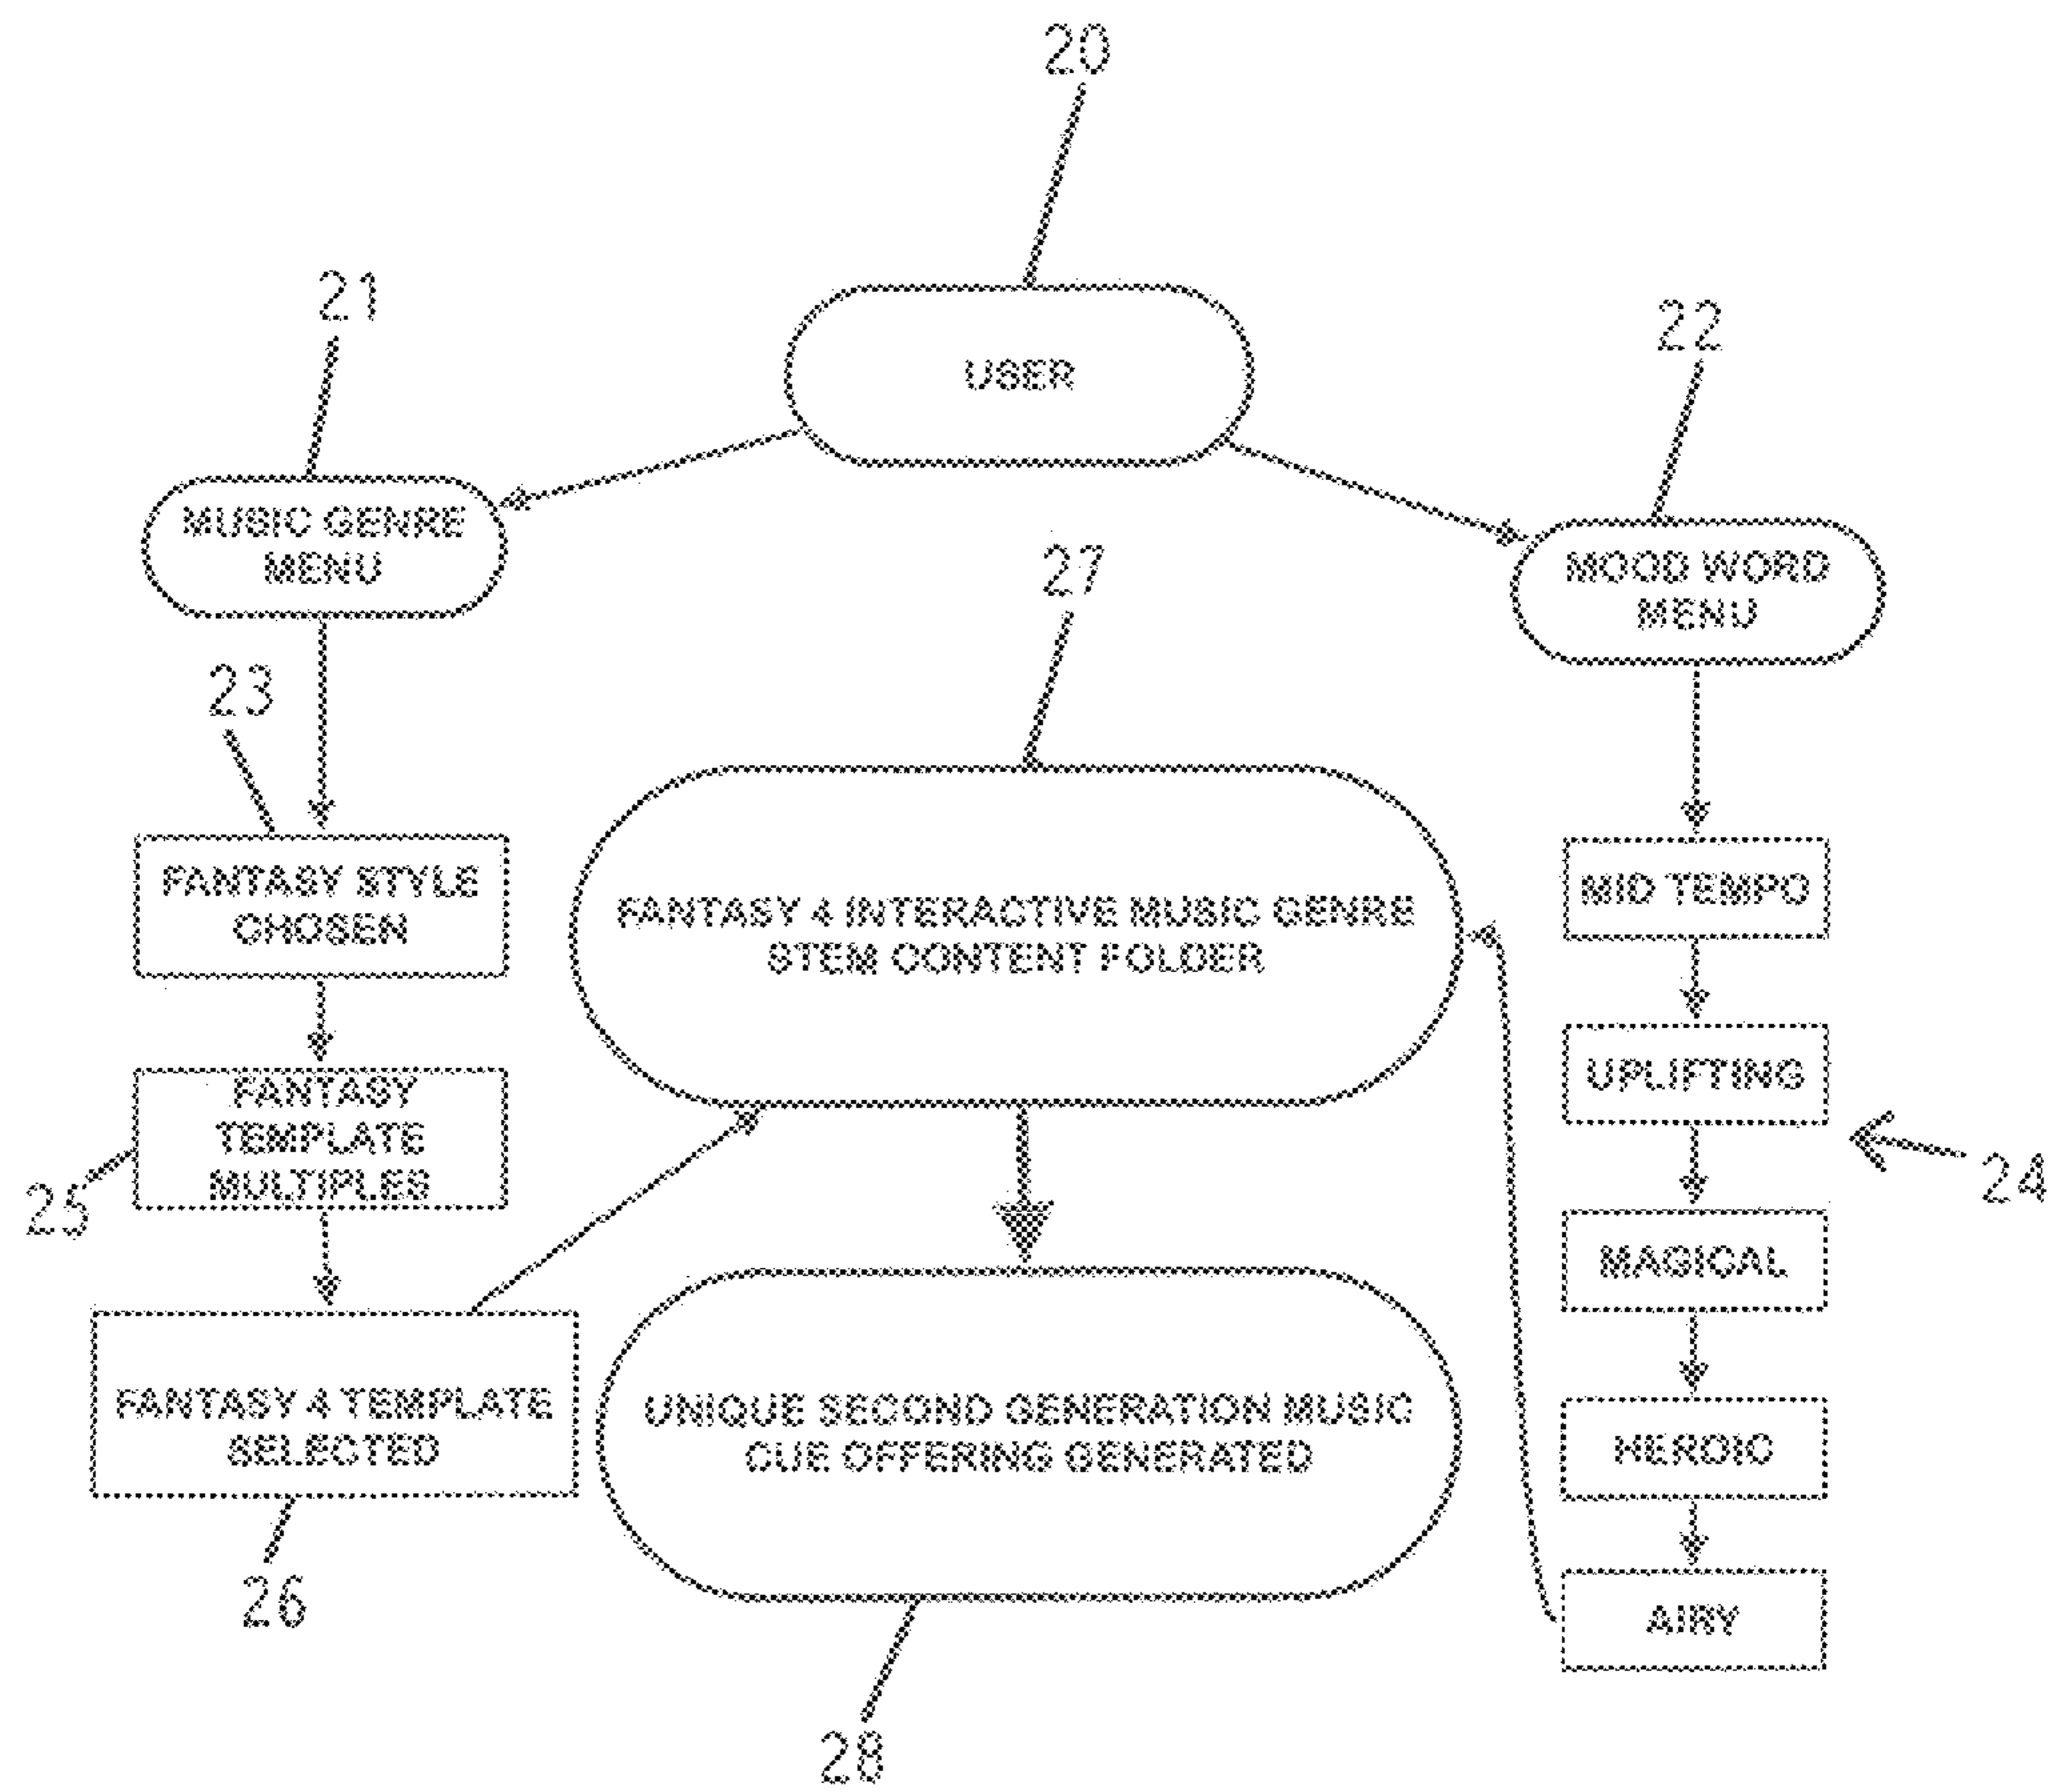 20
21
22
USER
MUSIC GENRE
MENU
MOOD WORD
MENU
27
23
FANTASY STYLE
CHOSEN
FANTASY 4 INTERACTIVE MUSIC GENRE
STEM CONTENT FOLDER
MID TEMPO
FANTASY
TEMPLATE
MULTIPLES
UPLIFTING
25
24
MAGICAL
FANTASY 4 TEMPLATE
SELECTED
UNIQUE SECOND GENERATION MUSIC
CUE OFFERING GENERATED
HEROIC
26
AIRY
28